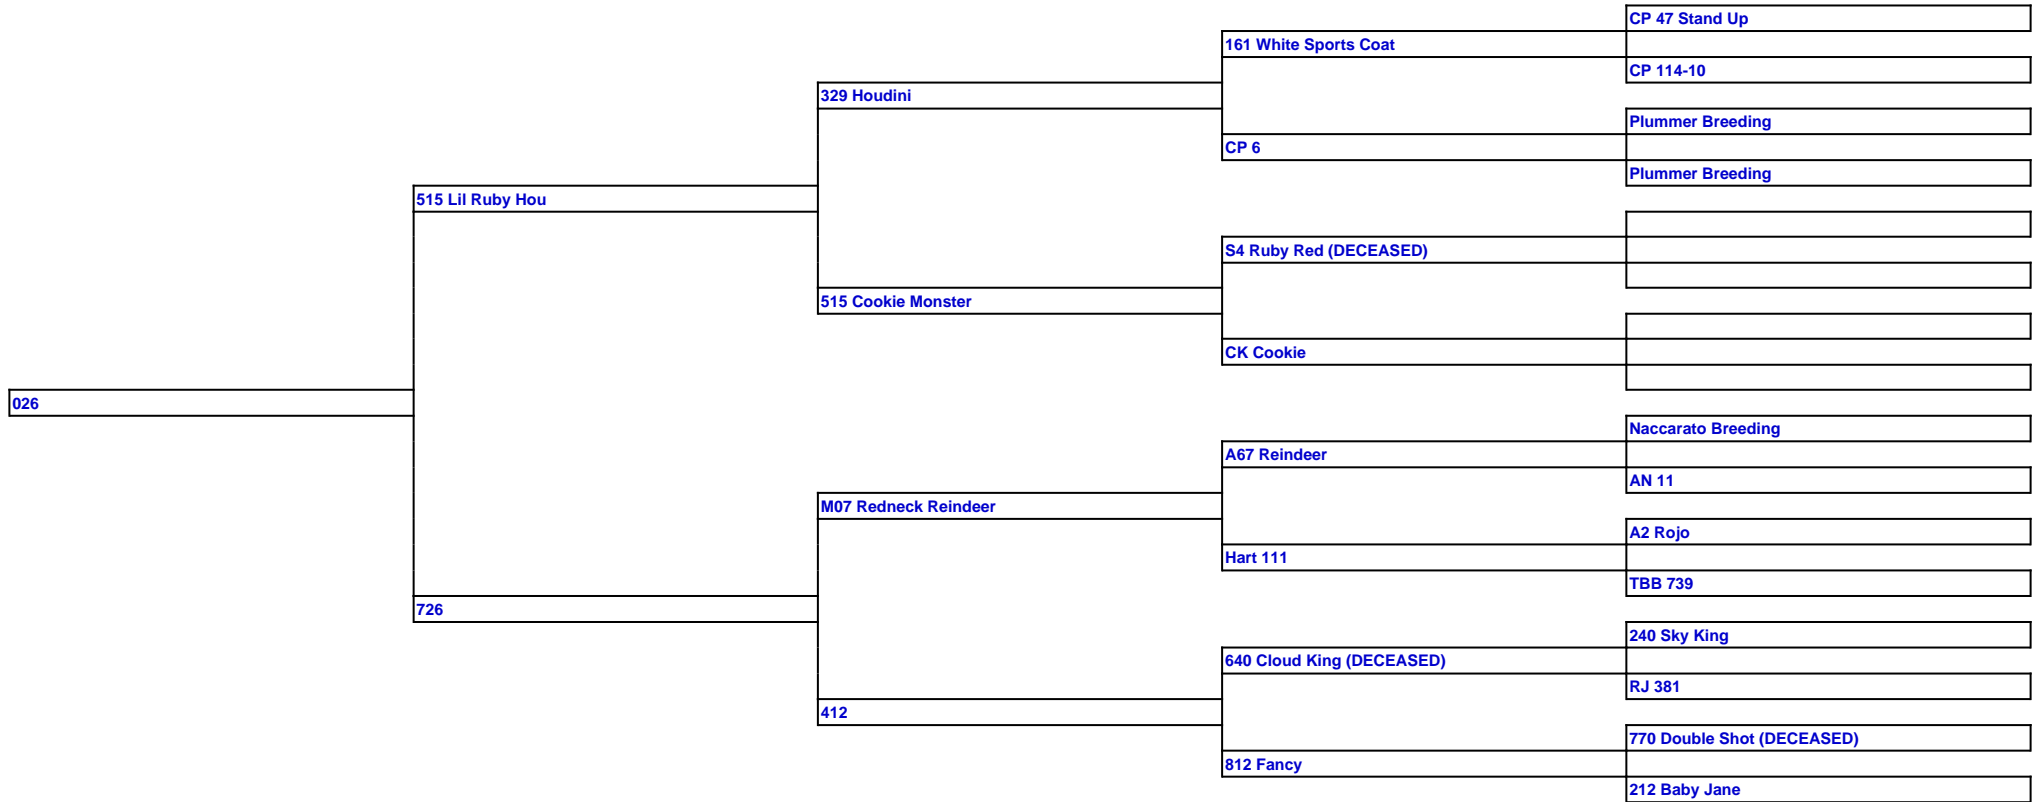 CP 47 Stand Up
161 White Sports Coat
CP 114-10
329 Houdini
Plummer Breeding
CP 6
Plummer Breeding
515 Lil Ruby Hou
S4 Ruby Red (DECEASED)
515 Cookie Monster
CK Cookie
026
Naccarato Breeding
A67 Reindeer
AN 11
M07 Redneck Reindeer
A2 Rojo
Hart 111
TBB 739
726
240 Sky King
640 Cloud King (DECEASED)
RJ 381
412
770 Double Shot (DECEASED)
812 Fancy
212 Baby Jane